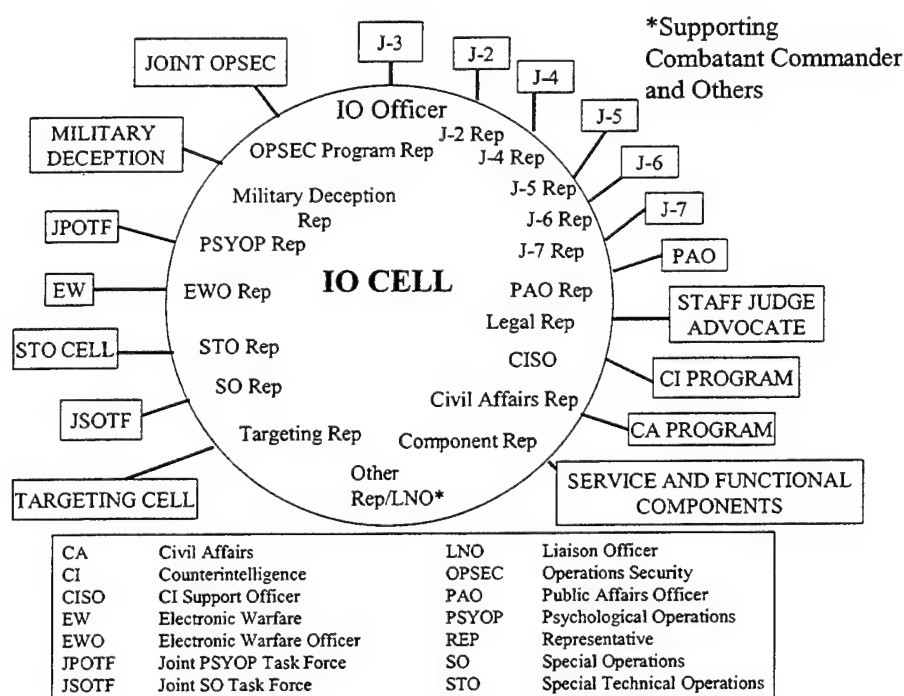 *Supporting
Combatant Commander
and Others
J-3
J-2
J-4
J-5
J-6
J-7
PAO
STAFF JUDGE
ADVOCATE
CI PROGRAM
CA PROGRAM
SERVICE AND FUNCTIONAL
COMPONENTS
JOINT OPSEC
MILITARY
DECEPTION
JPOTF
EW
STO CELL
JSOTF
TARGETING CELL
IO Officer
J-2 Rep
J-4 Rep
J-5 Rep
J-6 Rep
J-7 Rep
PAO Rep
Legal Rep
CISO
Civil Affairs Rep
Component Rep
Other
Rep/LNO*
OPSEC Program Rep
Military Deception
Rep
PSYOP Rep
EWO Rep
STO Rep
SO Rep
Targeting Rep
IO CELL
CA Civil Affairs
CI Counterintelligence
CISO CI Support Officer
EW Electronic Warfare
EWO Electronic Warfare Officer
JPOTF Joint PSYOP Task Force
JSOTF Joint SO Task Force
LNO Liaison Officer
OPSEC Operations Security
PAO Public Affairs Officer
PSYOP Psychological Operations
REP Representative
SO Special Operations
STO Special Technical Operations